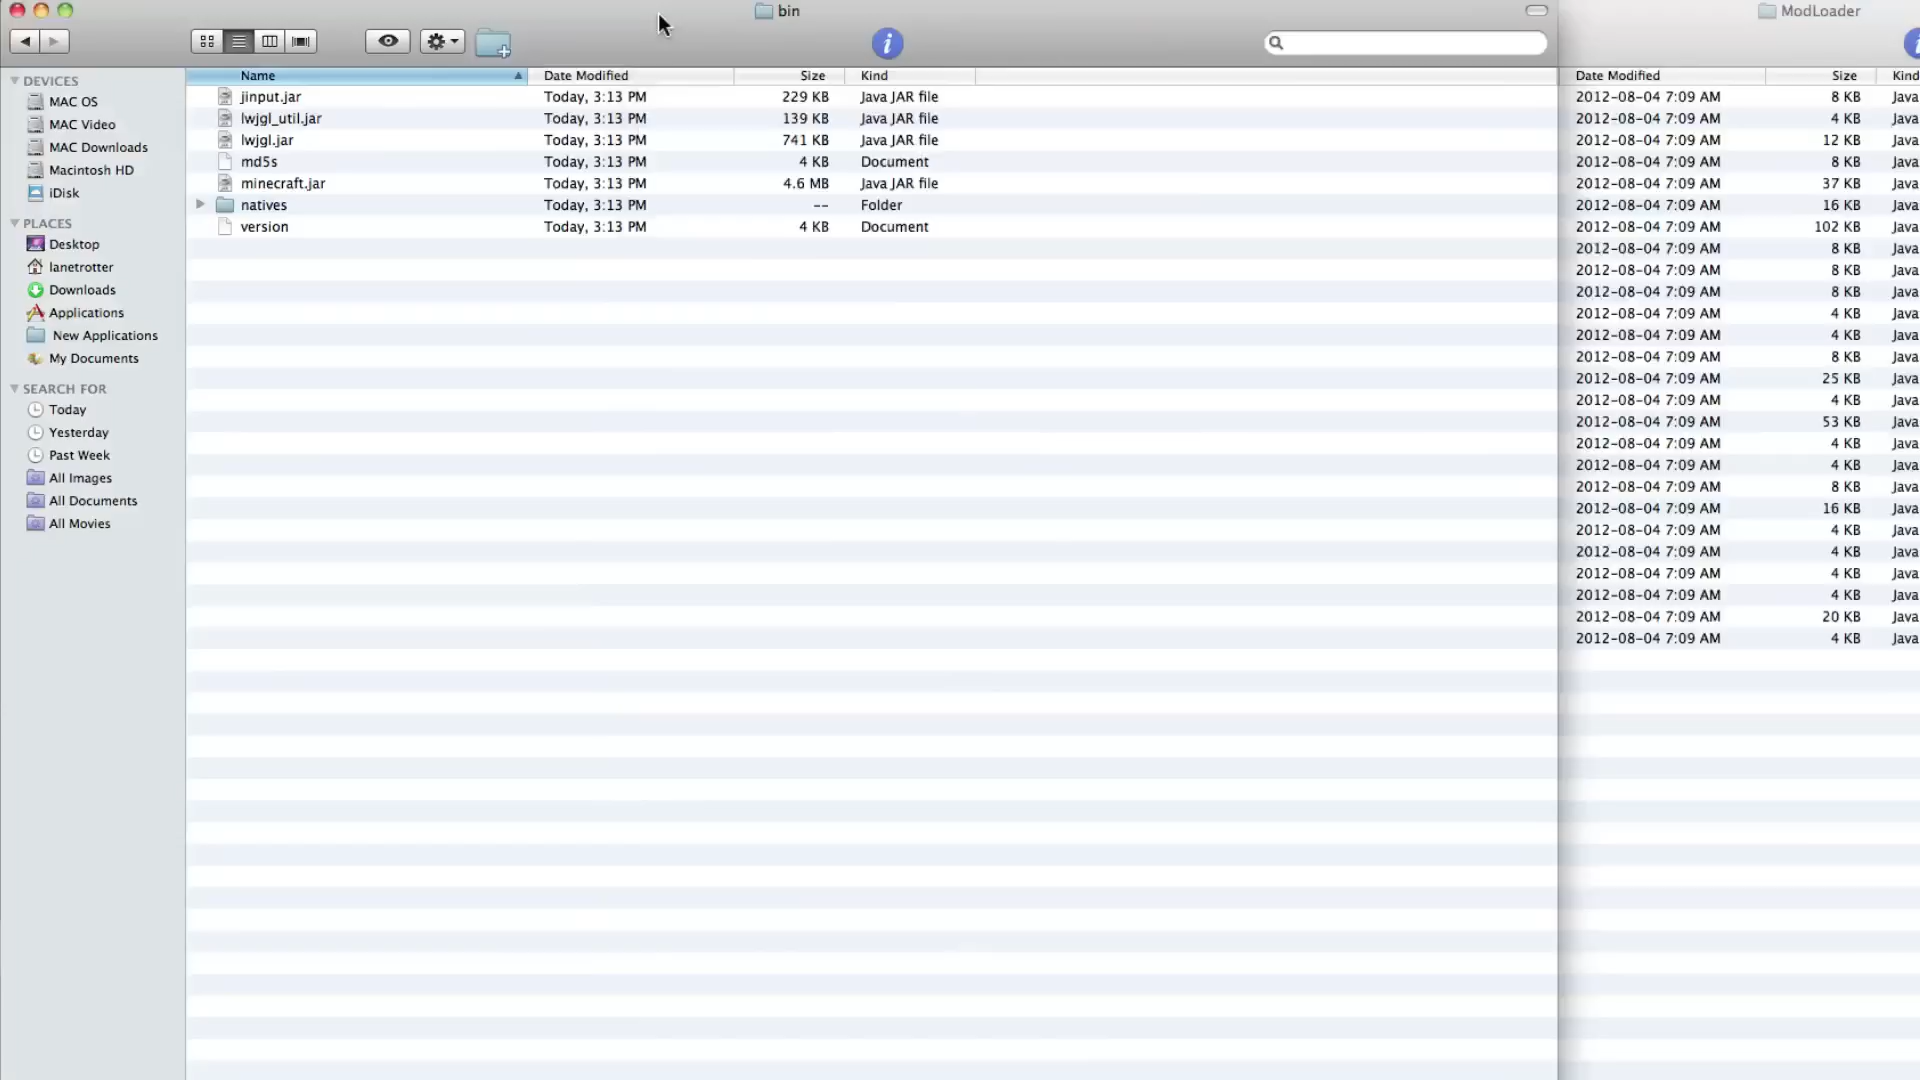 bin
Name Date Modified Size Kind
jinput.jar Today, 3:13 PM 229 KB Java JAR file
lwjgl_util.jar Today, 3:13 PM 139 KB Java JAR file
lwjgl.jar Today, 3:13 PM 741 KB Java JAR file
md5s Today, 3:13 PM 4 KB Document
minecraft.jar Today, 3:13 PM 4.6 MB Java JAR file
natives Today, 3:13 PM -- Folder
version Today, 3:13 PM 4 KB Document
DEVICES
MAC OS
MAC Video
MAC Downloads
Macintosh HD
iDisk
PLACES
Desktop
lanetrotter
Downloads
Applications
New Applications
My Documents
SEARCH FOR
Today
Yesterday
Past Week
All Images
All Documents
All Movies
ModLoader
Date Modified Size Kind
2012-08-04 7:09 AM 8 KB Java
2012-08-04 7:09 AM 4 KB Java
2012-08-04 7:09 AM 12 KB Java
2012-08-04 7:09 AM 8 KB Java
2012-08-04 7:09 AM 37 KB Java
2012-08-04 7:09 AM 16 KB Java
2012-08-04 7:09 AM 102 KB Java
2012-08-04 7:09 AM 8 KB Java
2012-08-04 7:09 AM 8 KB Java
2012-08-04 7:09 AM 8 KB Java
2012-08-04 7:09 AM 4 KB Java
2012-08-04 7:09 AM 4 KB Java
2012-08-04 7:09 AM 8 KB Java
2012-08-04 7:09 AM 25 KB Java
2012-08-04 7:09 AM 4 KB Java
2012-08-04 7:09 AM 53 KB Java
2012-08-04 7:09 AM 4 KB Java
2012-08-04 7:09 AM 4 KB Java
2012-08-04 7:09 AM 8 KB Java
2012-08-04 7:09 AM 16 KB Java
2012-08-04 7:09 AM 4 KB Java
2012-08-04 7:09 AM 4 KB Java
2012-08-04 7:09 AM 4 KB Java
2012-08-04 7:09 AM 4 KB Java
2012-08-04 7:09 AM 20 KB Java
2012-08-04 7:09 AM 4 KB Java